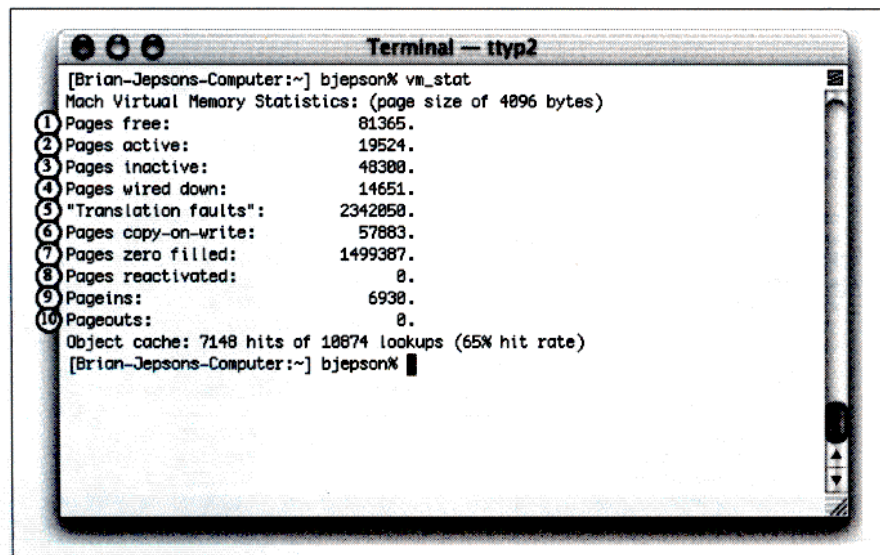 Terminal — ttyp2
[Brian-Jepsons-Computer:~] bjepson% vm_stat
Mach Virtual Memory Statistics: (page size of 4096 bytes)
1 Pages free: 81365.
2 Pages active: 19524.
3 Pages inactive: 48300.
4 Pages wired down: 14651.
5 "Translation faults": 2342050.
6 Pages copy-on-write: 57883.
7 Pages zero filled: 1499387.
8 Pages reactivated: 0.
9 Pageins: 6930.
10 Pageouts: 0.
Object cache: 7148 hits of 10874 lookups (65% hit rate)
[Brian-Jepsons-Computer:~] bjepson%